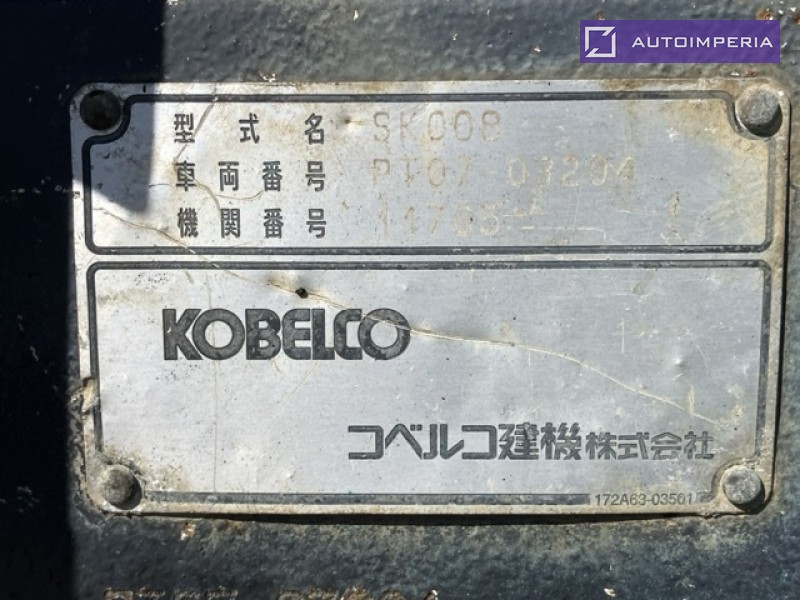 AUTOIMPERIA
型式名 SK008
車両番号 PT07
機関番号
KOBELCO
コベルコ建機株式会社
172A63-03501